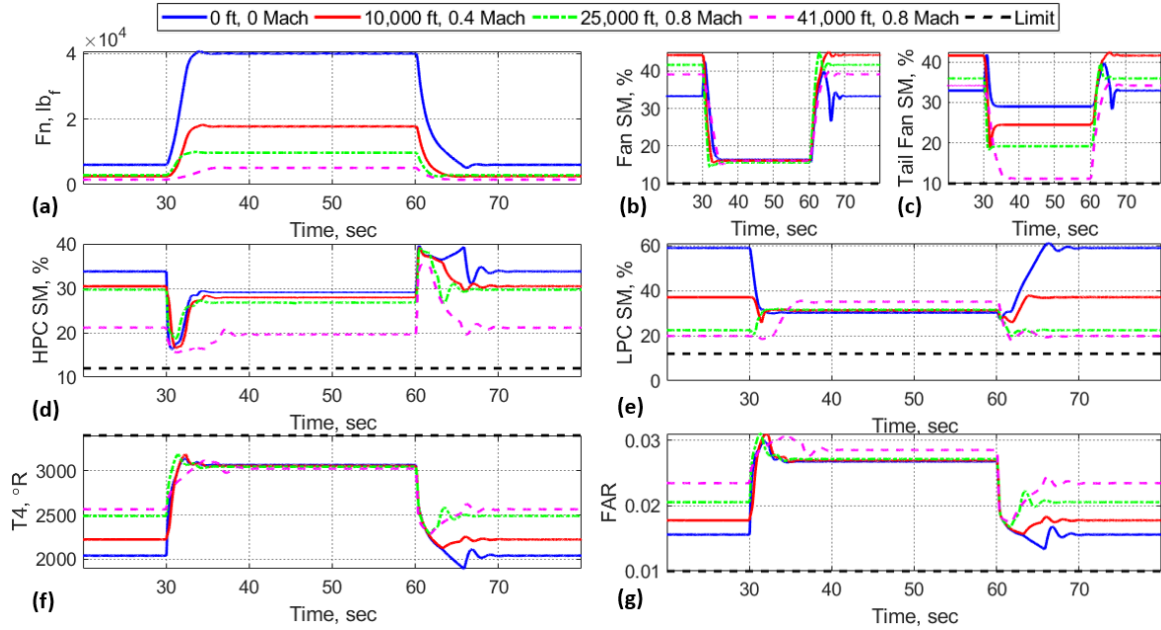 0 ft, 0 Mach 10,000 ft, 0.4 Mach 25,000 ft, 0.8 Mach 41,000 ft, 0.8 Mach Limit
×10⁴
Fn, lb_f
4
2
0
30 40 50 60 70
Time, sec
(a)
Fan SM, %
40
30
20
10
30 40 50 60 70
Time, sec
(b)
Tail Fan SM, %
40
30
20
10
30 40 50 60 70
Time, sec
(c)
HPC SM, %
40
30
20
10
30 40 50 60 70
Time, sec
(d)
LPC SM, %
60
40
20
0
30 40 50 60 70
Time, sec
(e)
T4, °R
3000
2500
2000
30 40 50 60 70
Time, sec
(f)
FAR
0.03
0.02
0.01
30 40 50 60 70
Time, sec
(g)